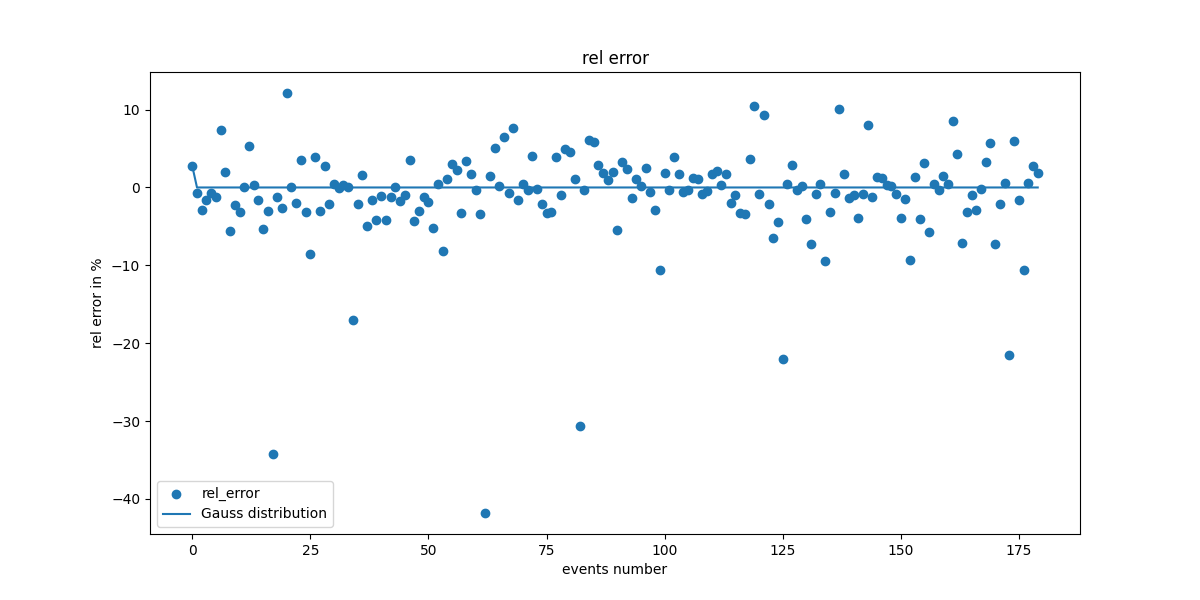 rel error
10
0
−10
−20
−30
−40
rel error in %
rel_error
Gauss distribution
0 25 50 75 100 125 150 175
events number